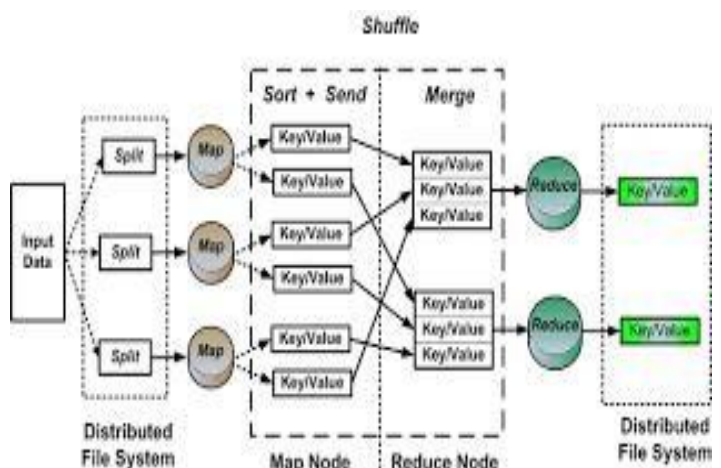 Shuffle
Sort + Send
Merge
Input
Data
Split
Split
Split
Map
Map
Map
Key/Value
Key/Value
Key/Value
Key/Value
Key/Value
Key/Value
Key/Value
Key/Value
Key/Value
Key/Value
Key/Value
Key/Value
Reduce
Reduce
Key/Value
Key/Value
Distributed
File System
Map Node
Reduce Node
Distributed
File System